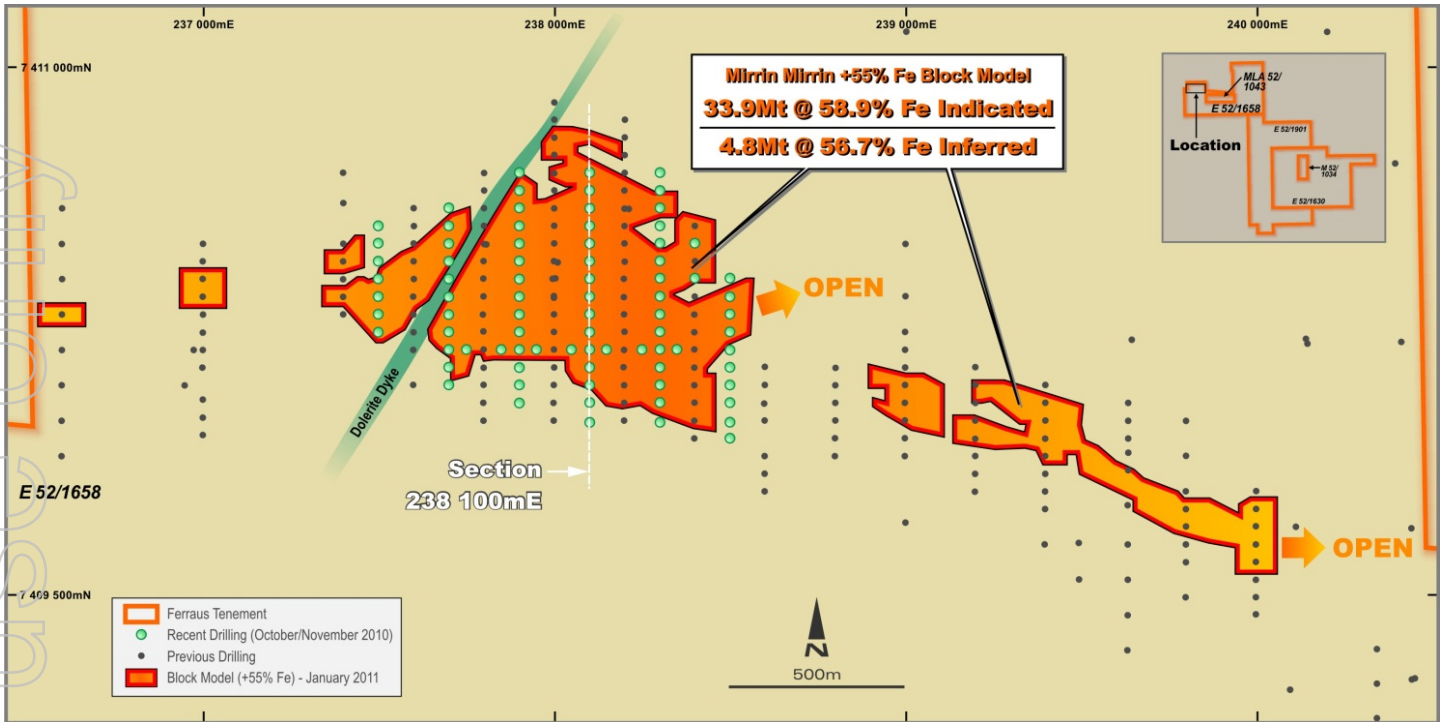 237 000mE
238 000mE
239 000mE
240 000mE
7 411 000mN
Mirrin Mirrin +55% Fe Block Model
33.9Mt @ 58.9% Fe Indicated
4.8Mt @ 56.7% Fe Inferred
MLA 52/
1043
E 52/1658
E 52/1901
Location
M 52/
1034
E 52/1630
OPEN
Dolerite Dyke
Section
238 100mE
E 52/1658
OPEN
7 409 500mN
Ferraus Tenement
Recent Drilling (October/November 2010)
Previous Drilling
Block Model (+55% Fe) - January 2011
N
500m